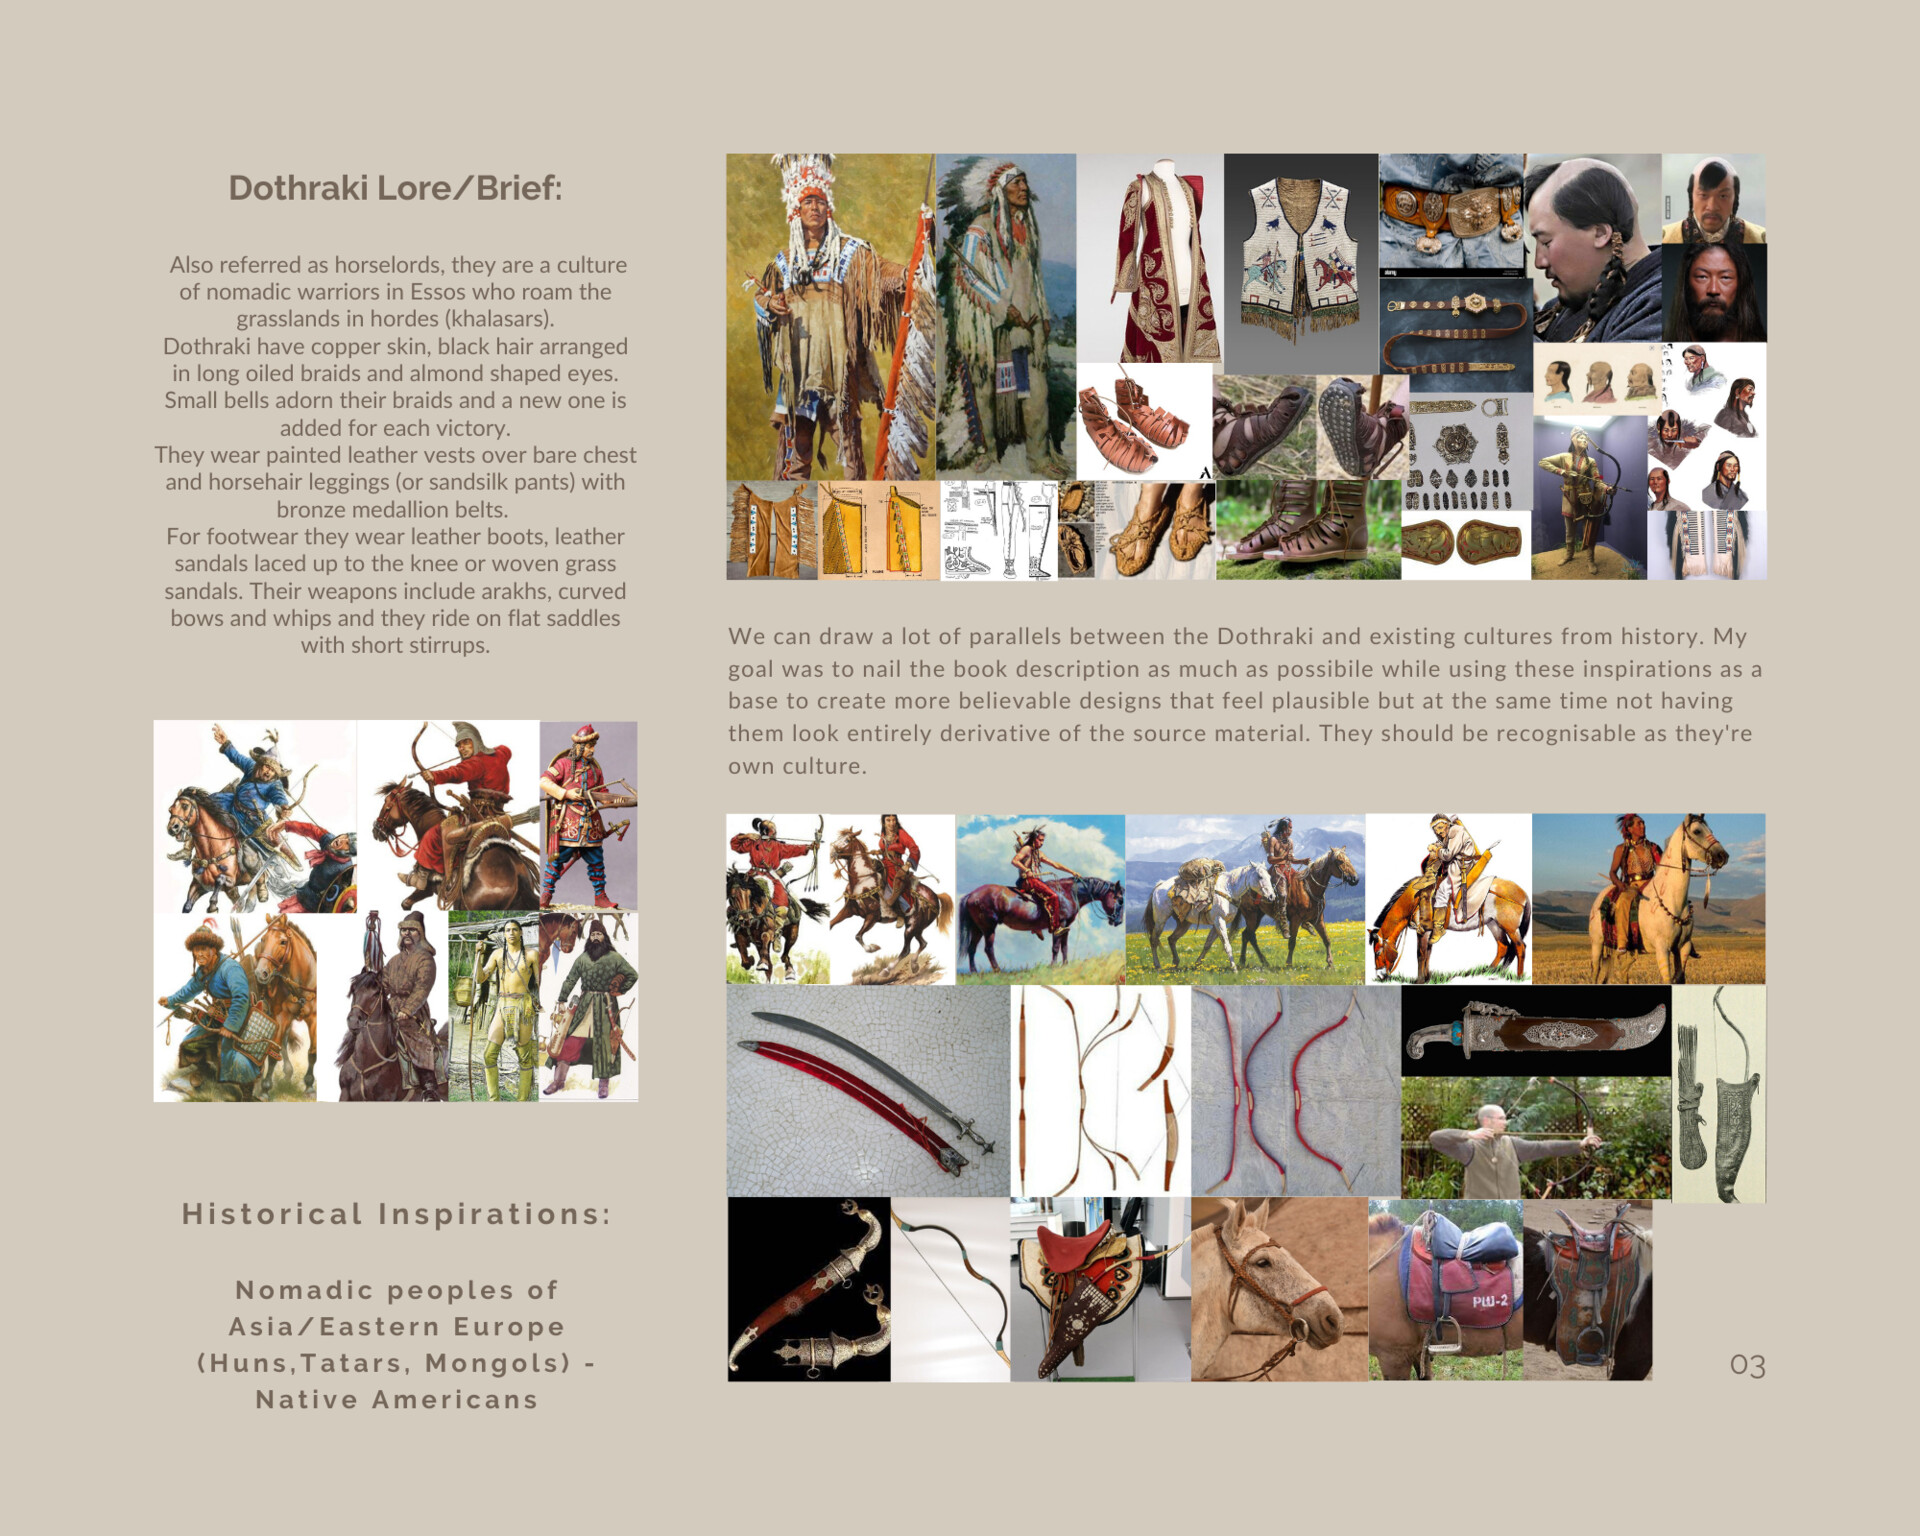 Dothraki Lore/Brief:
Also referred as horselords, they are a culture
of nomadic warriors in Essos who roam the
grasslands in hordes (khalasars).
Dothraki have copper skin, black hair arranged
in long oiled braids and almond shaped eyes.
Small bells adorn their braids and a new one is
added for each victory.
They wear painted leather vests over bare chest
and horsehair leggings (or sandsilk pants) with
bronze medallion belts.
For footwear they wear leather boots, leather
sandals laced up to the knee or woven grass
sandals. Their weapons include arakhs, curved
bows and whips and they ride on flat saddles
with short stirrups.
Historical Inspirations:
Nomadic peoples of
Asia/Eastern Europe
(Huns,Tatars, Mongols) -
Native Americans
We can draw a lot of parallels between the Dothraki and existing cultures from history. My
goal was to nail the book description as much as possibile while using these inspirations as a
base to create more believable designs that feel plausible but at the same time not having
them look entirely derivative of the source material. They should be recognisable as they're
own culture.
03